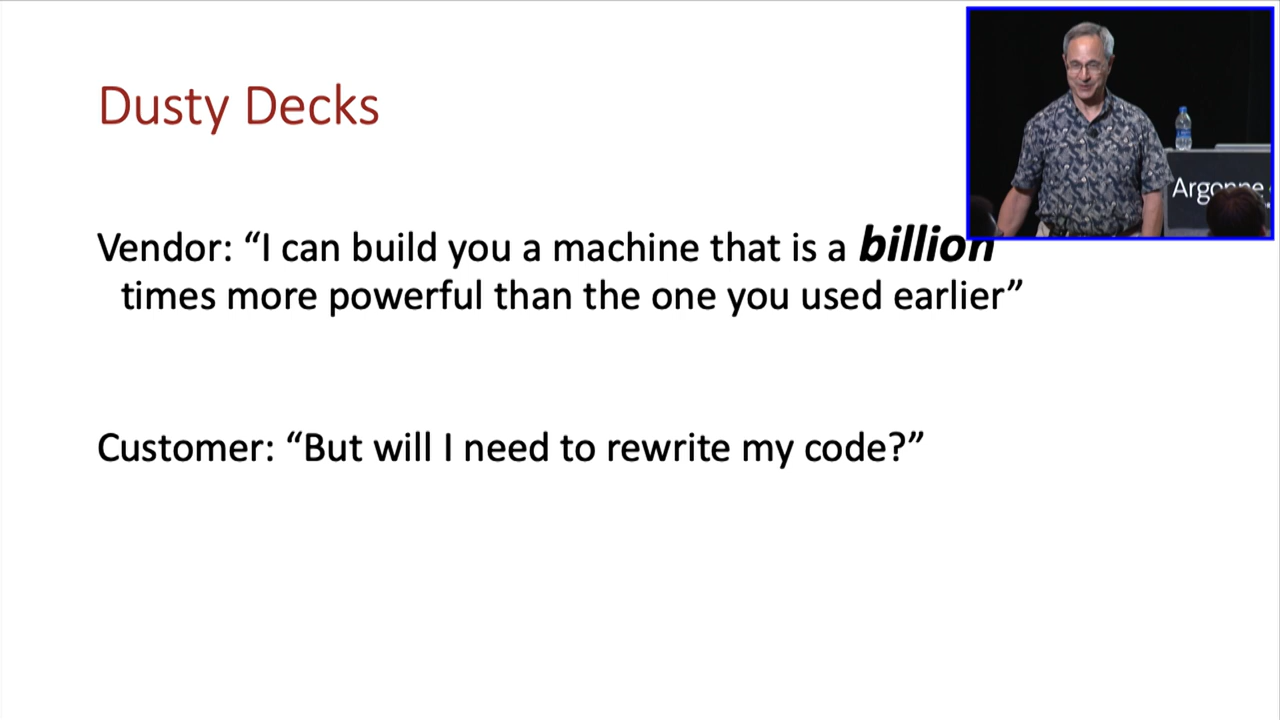 Dusty Decks
Vendor: “I can build you a machine that is a billion
times more powerful than the one you used earlier”
Customer: “But will I need to rewrite my code?”
Argonne